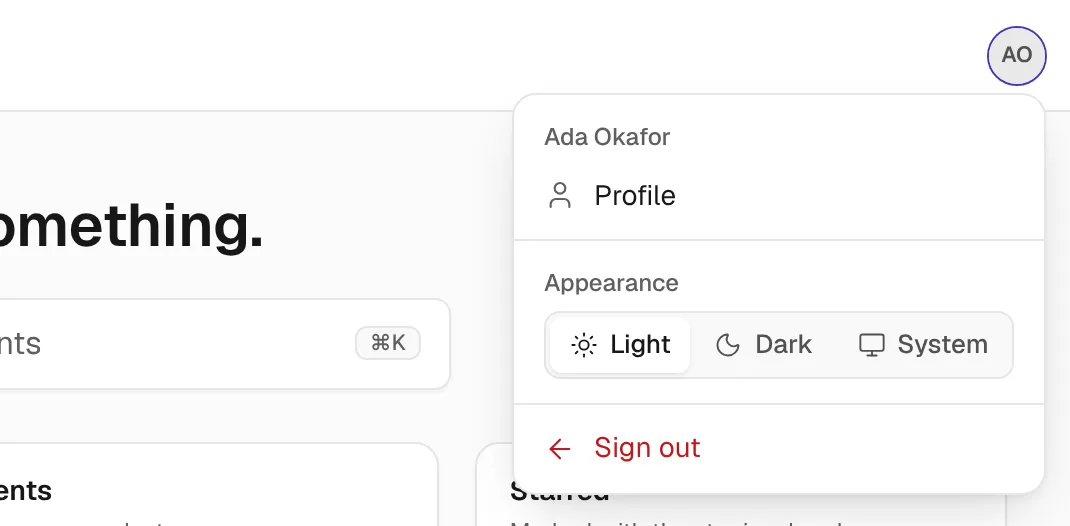 AO
Ada Okafor
Profile
omething.
Appearance
nts
⌘K
Light
Dark
System
Sign out
ents
Starred